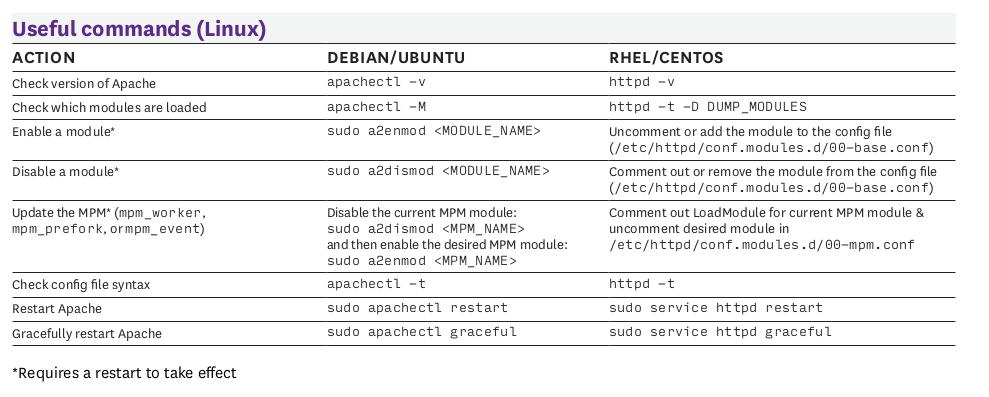 Useful commands (Linux)
ACTION DEBIAN/UBUNTU RHEL/CENTOS
Check version of Apache apachectl -v httpd -v
Check which modules are loaded apachectl -M httpd -t -D DUMP_MODULES
Enable a module* sudo a2enmod <MODULE_NAME> Uncomment or add the module to the config file
(/etc/httpd/conf.modules.d/00-base.conf)
Disable a module* sudo a2dismod <MODULE_NAME> Comment out or remove the module from the config file
(/etc/httpd/conf.modules.d/00-base.conf)
Update the MPM* (mpm_worker, Disable the current MPM module: Comment out LoadModule for current MPM module &
mpm_prefork, ormpm_event) sudo a2dismod <MPM_NAME> uncomment desired module in
and then enable the desired MPM module: /etc/httpd/conf.modules.d/00-mpm.conf
sudo a2enmod <MPM_NAME>
Check config file syntax apachectl -t httpd -t
Restart Apache sudo apachectl restart sudo service httpd restart
Gracefully restart Apache sudo apachectl graceful sudo service httpd graceful
*Requires a restart to take effect